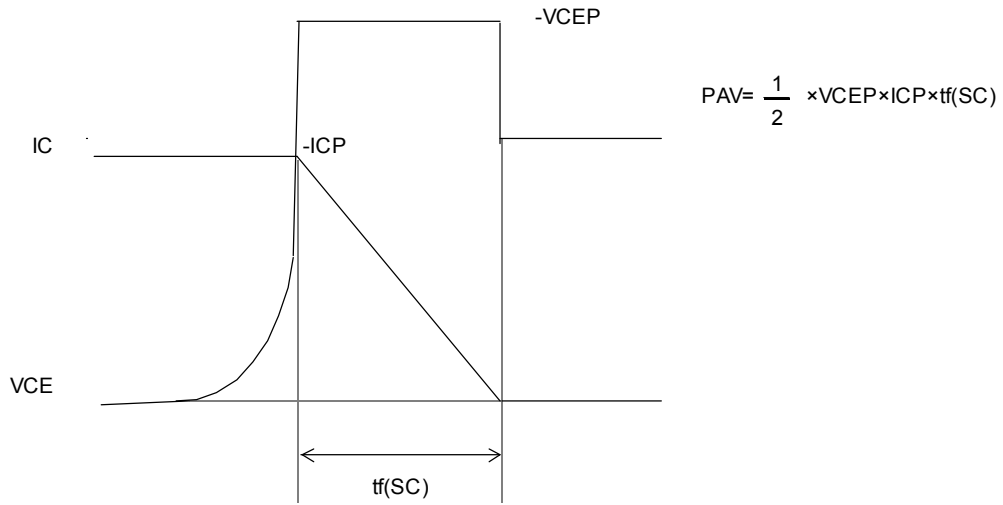 -VCEP
PAV= 1/2 ×VCEP×ICP×tf(SC)
IC
-ICP
VCE
tf(SC)